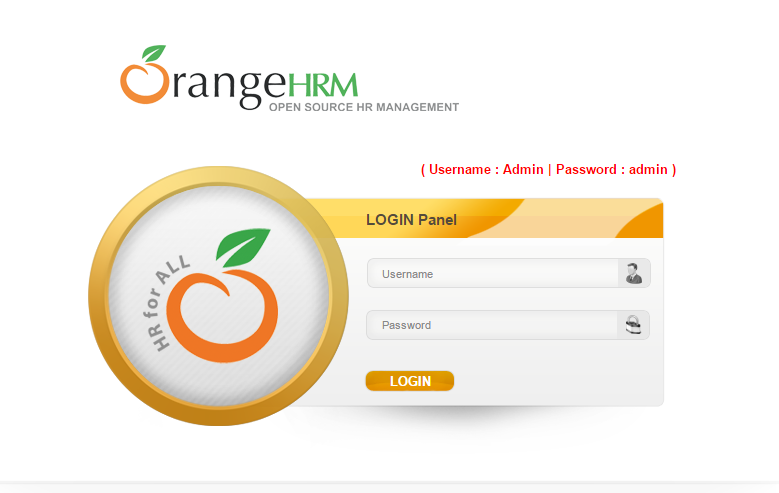 OrangeHRM
OPEN SOURCE HR MANAGEMENT
( Username : Admin | Password : admin )
HR for ALL
LOGIN Panel
Username
Password
LOGIN